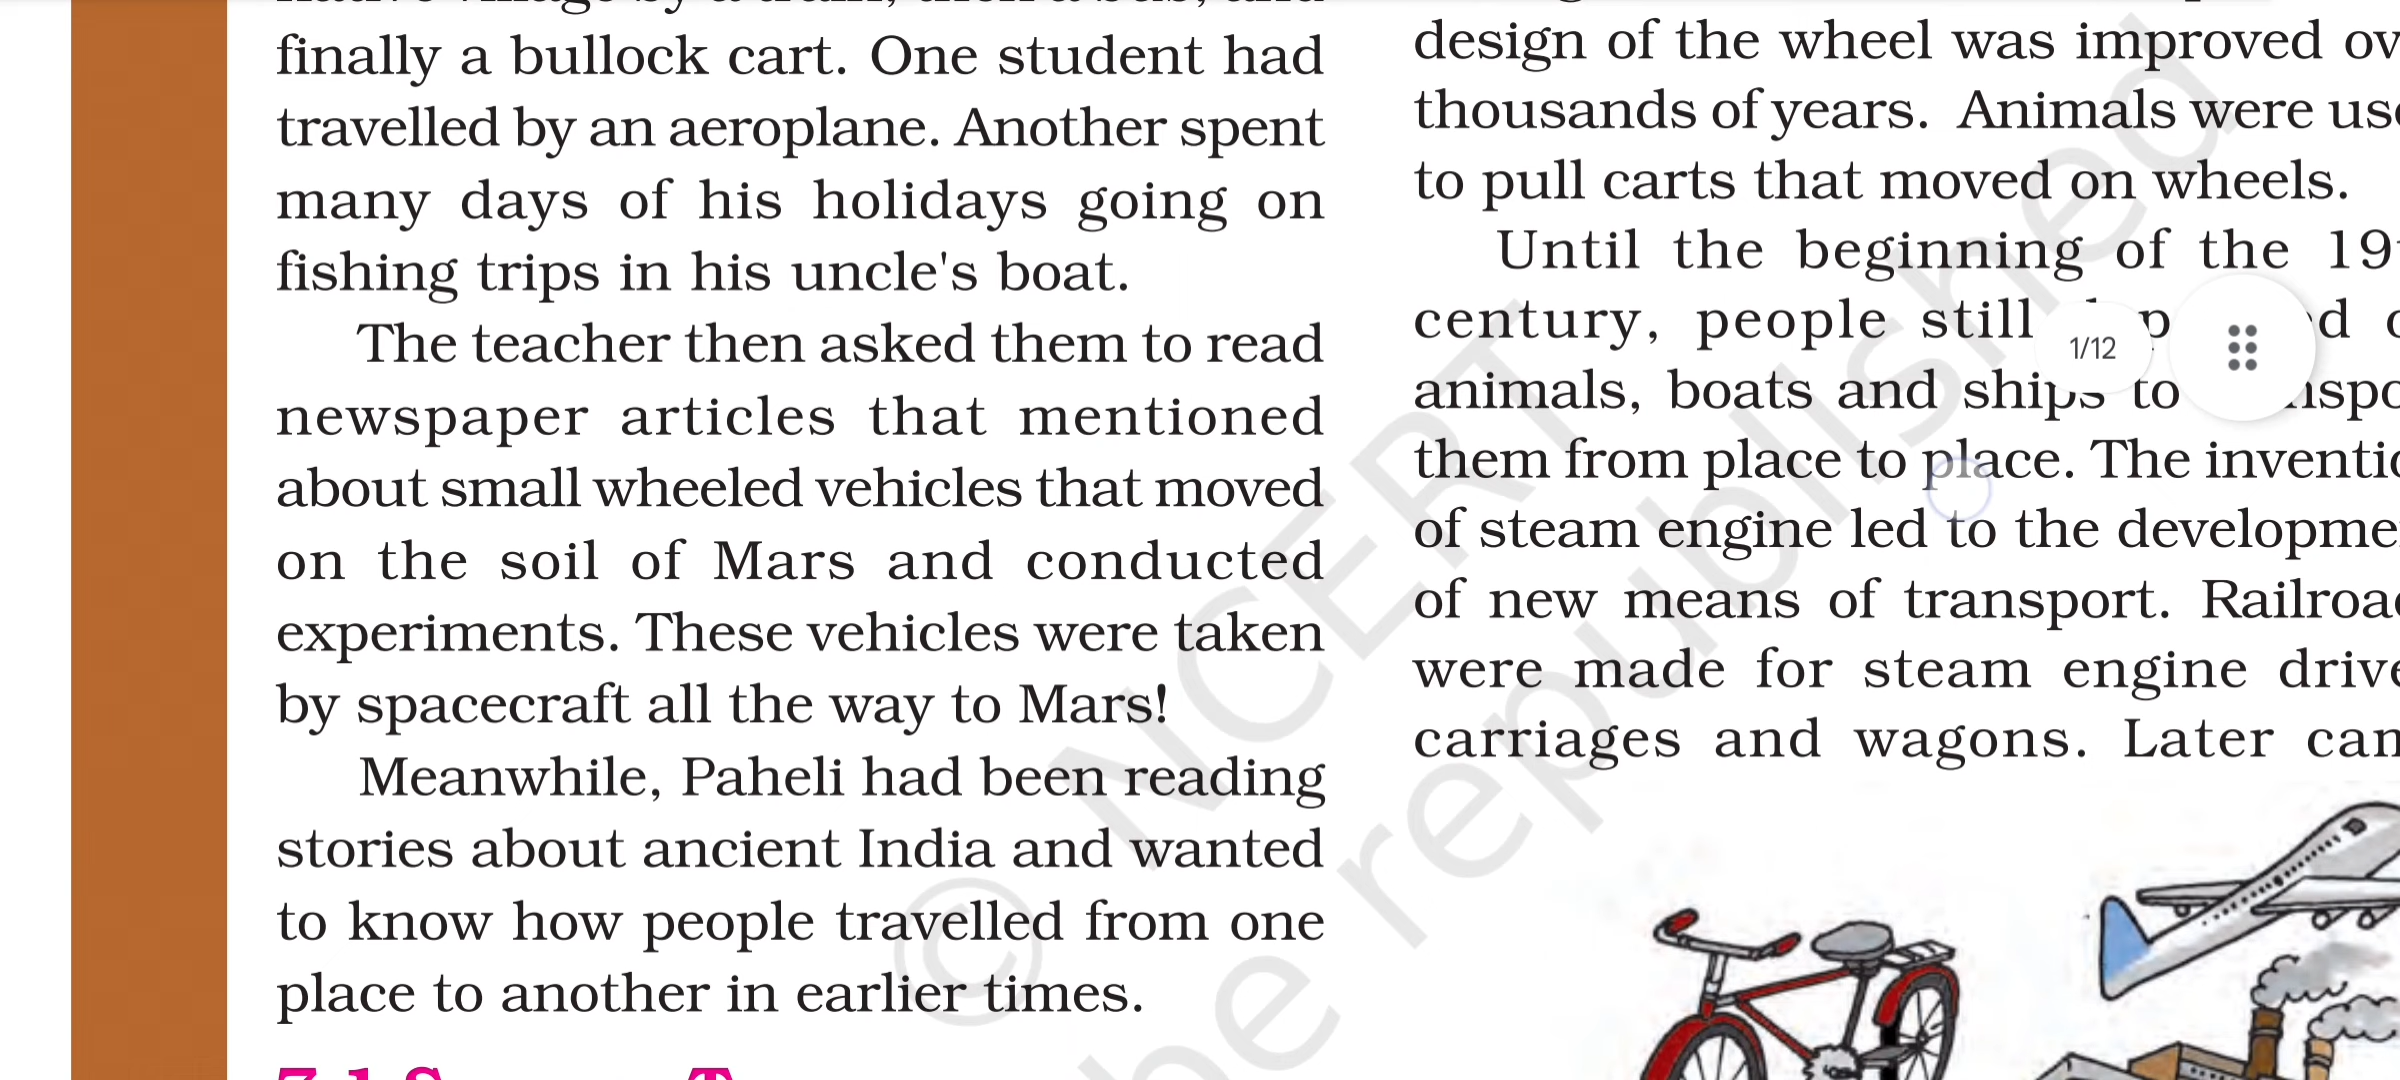 finally a bullock cart. One student had
travelled by an aeroplane. Another spent
many days of his holidays going on
fishing trips in his uncle's boat.
The teacher then asked them to read
newspaper articles that mentioned
about small wheeled vehicles that moved
on the soil of Mars and conducted
experiments. These vehicles were taken
by spacecraft all the way to Mars!
Meanwhile, Paheli had been reading
stories about ancient India and wanted
to know how people travelled from one
place to another in earlier times.
design of the wheel was improved
thousands of years. Animals were
to pull carts that moved on wheels.
Until the beginning of the
century, people still
animals, boats and ships to
them from place to place. The
of steam engine led to the
of new means of transport.
were made for steam engine
carriages and wagons. Later
1/12
© NCERT
be republished